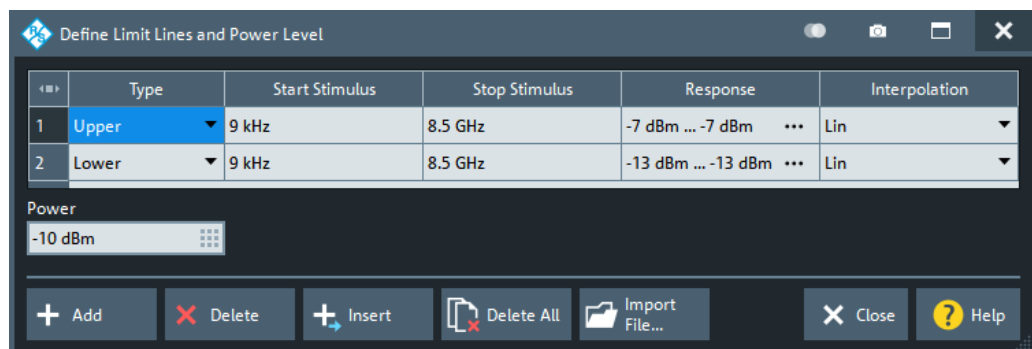 R&S Define Limit Lines and Power Level
Type Start Stimulus Stop Stimulus Response Interpolation
1 Upper 9 kHz 8.5 GHz -7 dBm ... -7 dBm ••• Lin
2 Lower 9 kHz 8.5 GHz -13 dBm ... -13 dBm ••• Lin
Power
-10 dBm
Add Delete Insert Delete All Import File... Close ? Help